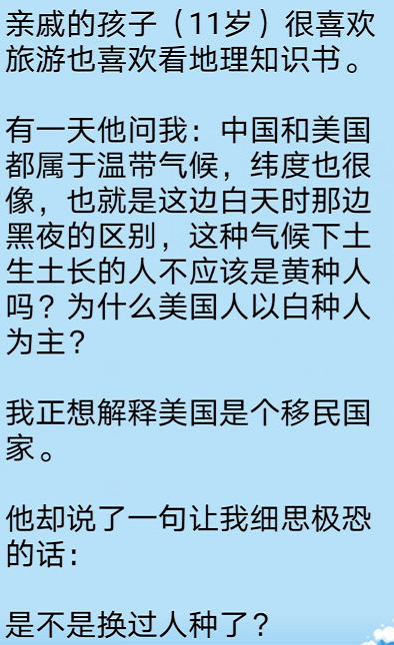 亲戚的孩子（11岁）很喜欢
旅游也喜欢看地理知识书。
有一天他问我：中国和美国
都属于温带气候，纬度也很
像，也就是这边白天时那边
黑夜的区别，这种气候下土
生土长的人不应该是黄种人
吗？为什么美国人以白种人
为主？
我正想解释美国是个移民国
家。
他却说了一句让我细思极恐
的话：
是不是换过人种了？